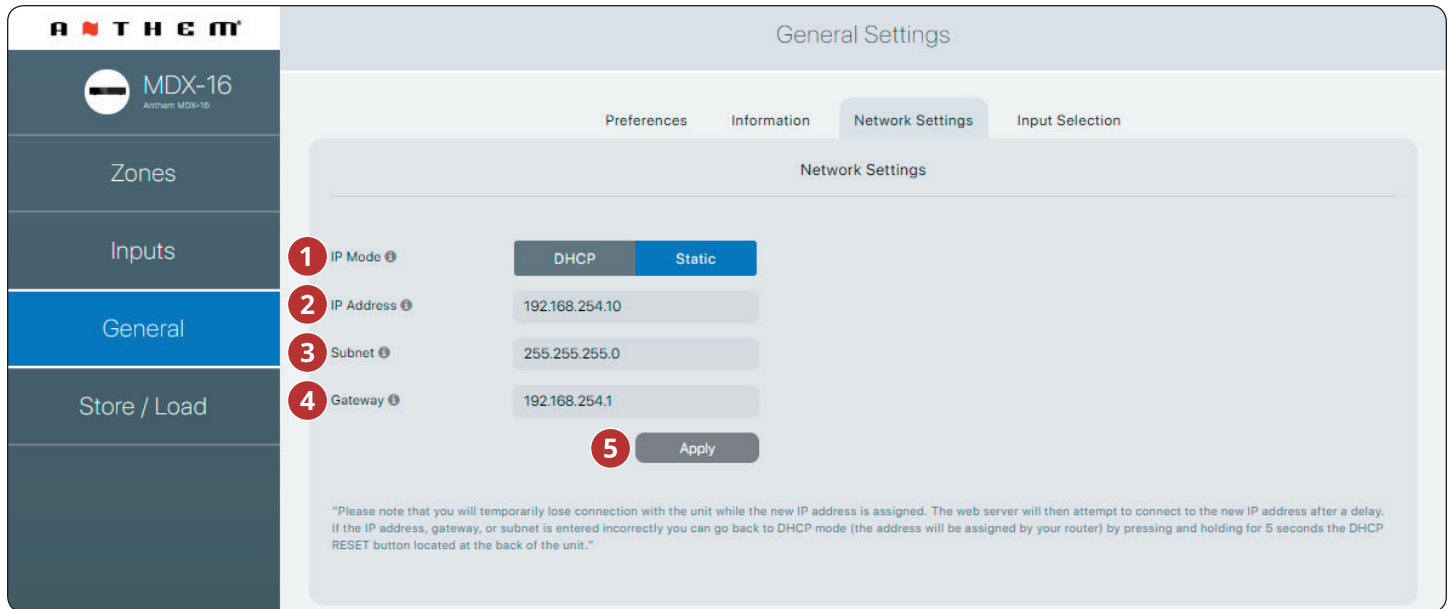 ANTHEM
General Settings
MDX-16
Anthem MDX-16
Preferences Information Network Settings Input Selection
Zones
Network Settings
Inputs
1 IP Mode DHCP Static
2 IP Address 192.168.254.10
General
3 Subnet 255.255.255.0
4 Gateway 192.168.254.1
Store / Load
5 Apply
"Please note that you will temporarily lose connection with the unit while the new IP address is assigned. The web server will then attempt to connect to the new IP address after a delay.
If the IP address, gateway, or subnet is entered incorrectly you can go back to DHCP mode (the address will be assigned by your router) by pressing and holding for 5 seconds the DHCP
RESET button located at the back of the unit."